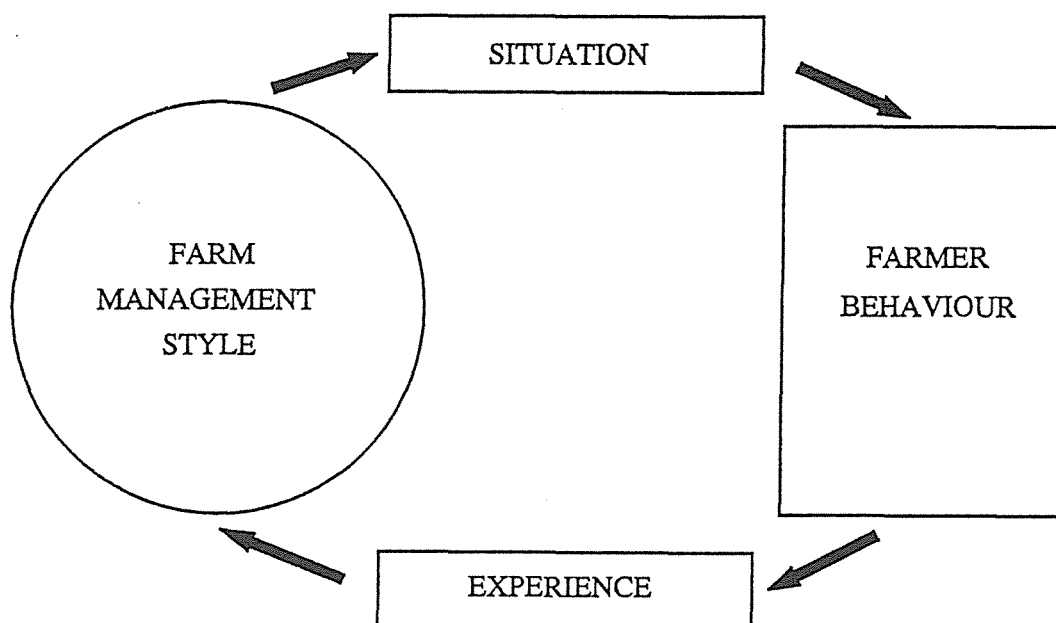 SITUATION
FARM
MANAGEMENT
STYLE
FARMER
BEHAVIOUR
EXPERIENCE